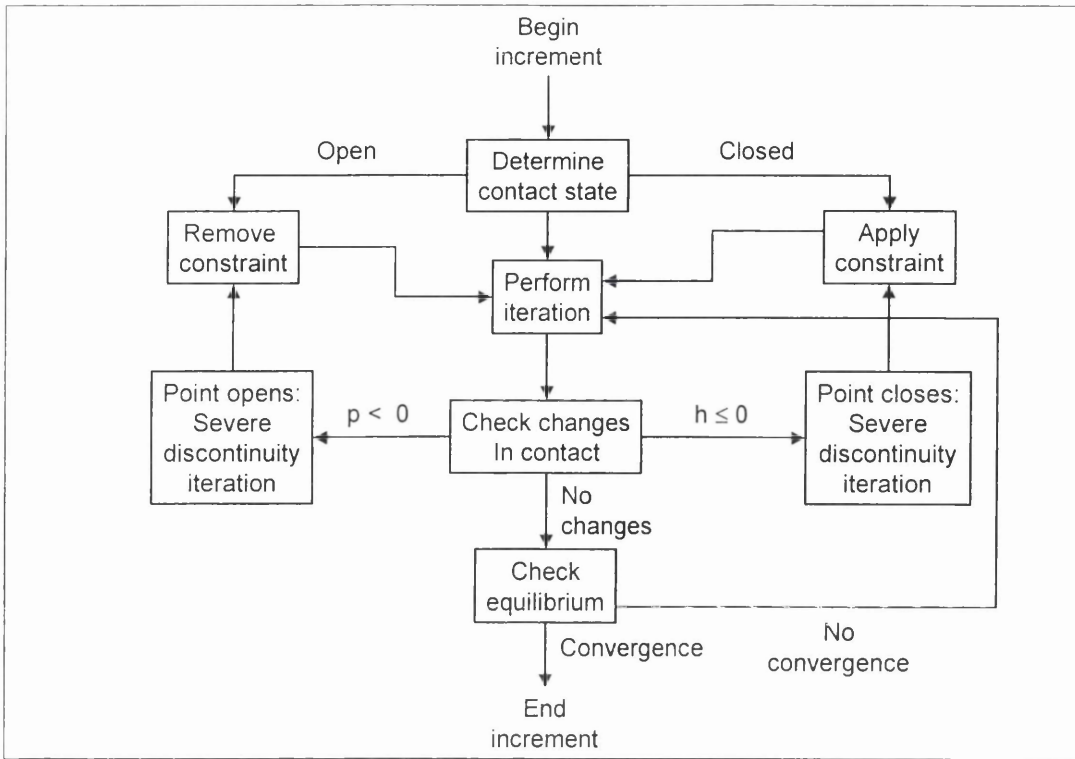 Begin
increment
Open
Determine
contact state
Closed
Remove
constraint
Perform
iteration
Apply
constraint
Point opens:
Severe
discontinuity
iteration
p < 0
Check changes
In contact
h ≤ 0
Point closes:
Severe
discontinuity
iteration
No
changes
Check
equilibrium
Convergence
No
convergence
End
increment